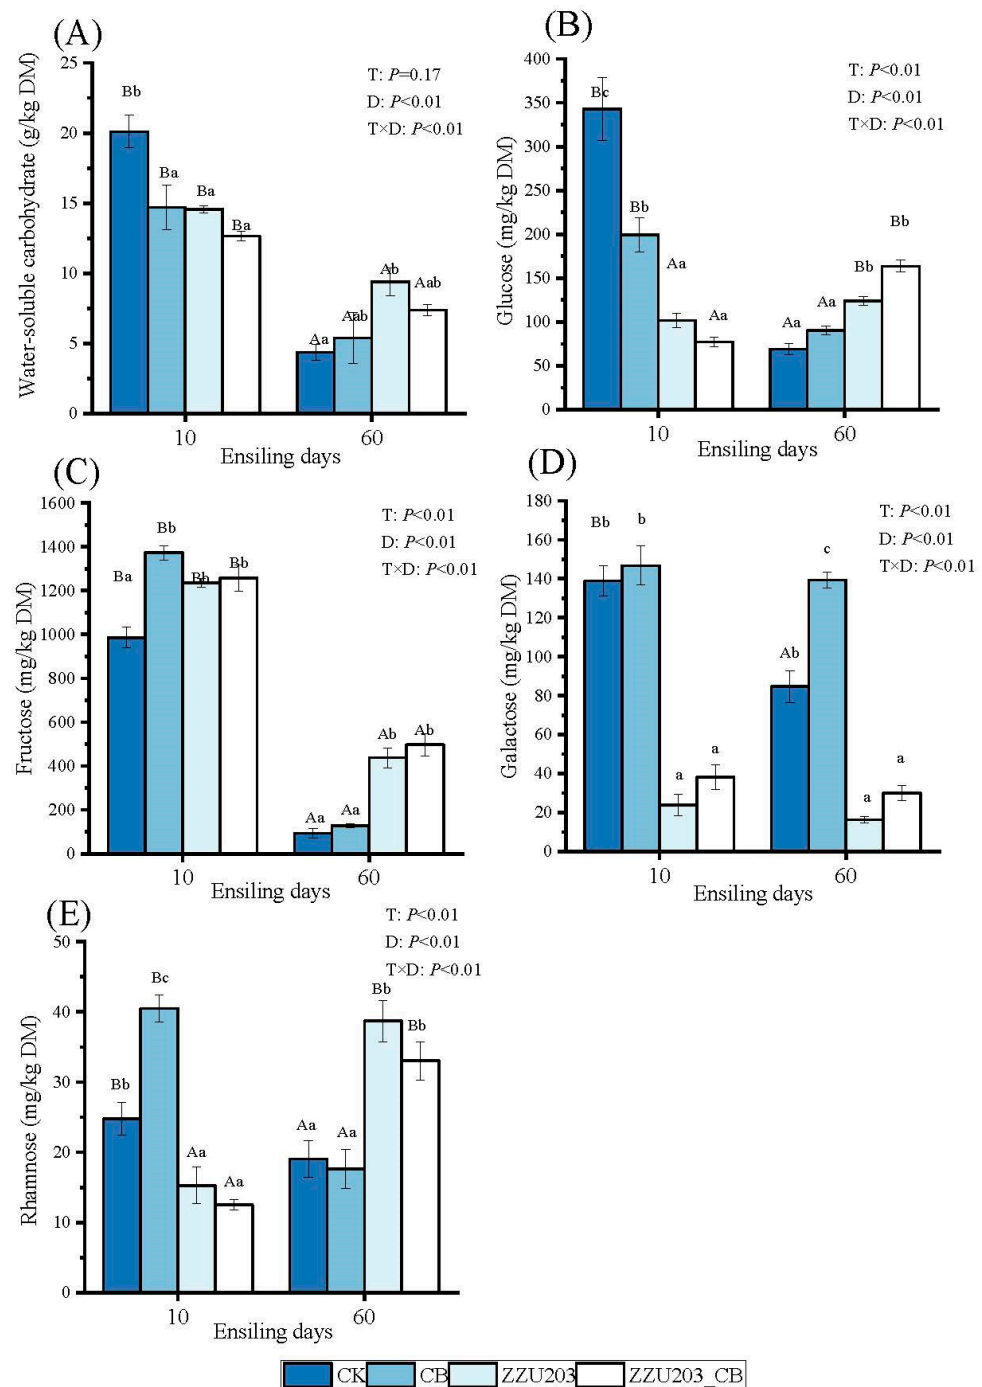 (A)
Water-soluble carbohydrate (g/kg DM)
25
20
15
10
5
0
T: P=0.17
D: P<0.01
T×D: P<0.01
Bb
Ba
Ba
Ba
Aa
Aab
Ab
Aab
10
60
Ensiling days
(B)
Glucose (mg/kg DM)
400
350
300
250
200
150
100
50
0
T: P<0.01
D: P<0.01
T×D: P<0.01
Bc
Bb
Aa
Aa
Aa
Aa
Bb
Bb
10
60
Ensiling days
(C)
Fructose (mg/kg DM)
1600
1400
1200
1000
800
600
400
200
0
T: P<0.01
D: P<0.01
T×D: P<0.01
Ba
Bb
Bb
Bb
Aa
Aa
Ab
Ab
10
60
Ensiling days
(D)
Galactose (mg/kg DM)
180
160
140
120
100
80
60
40
20
0
T: P<0.01
D: P<0.01
T×D: P<0.01
Bb
b
a
a
Ab
c
a
a
10
60
Ensiling days
(E)
Rhamnose (mg/kg DM)
50
40
30
20
10
0
T: P<0.01
D: P<0.01
T×D: P<0.01
Bb
Bc
Aa
Aa
Aa
Aa
Bb
Bb
10
60
Ensiling days
CK CB ZZU203 ZZU203_CB